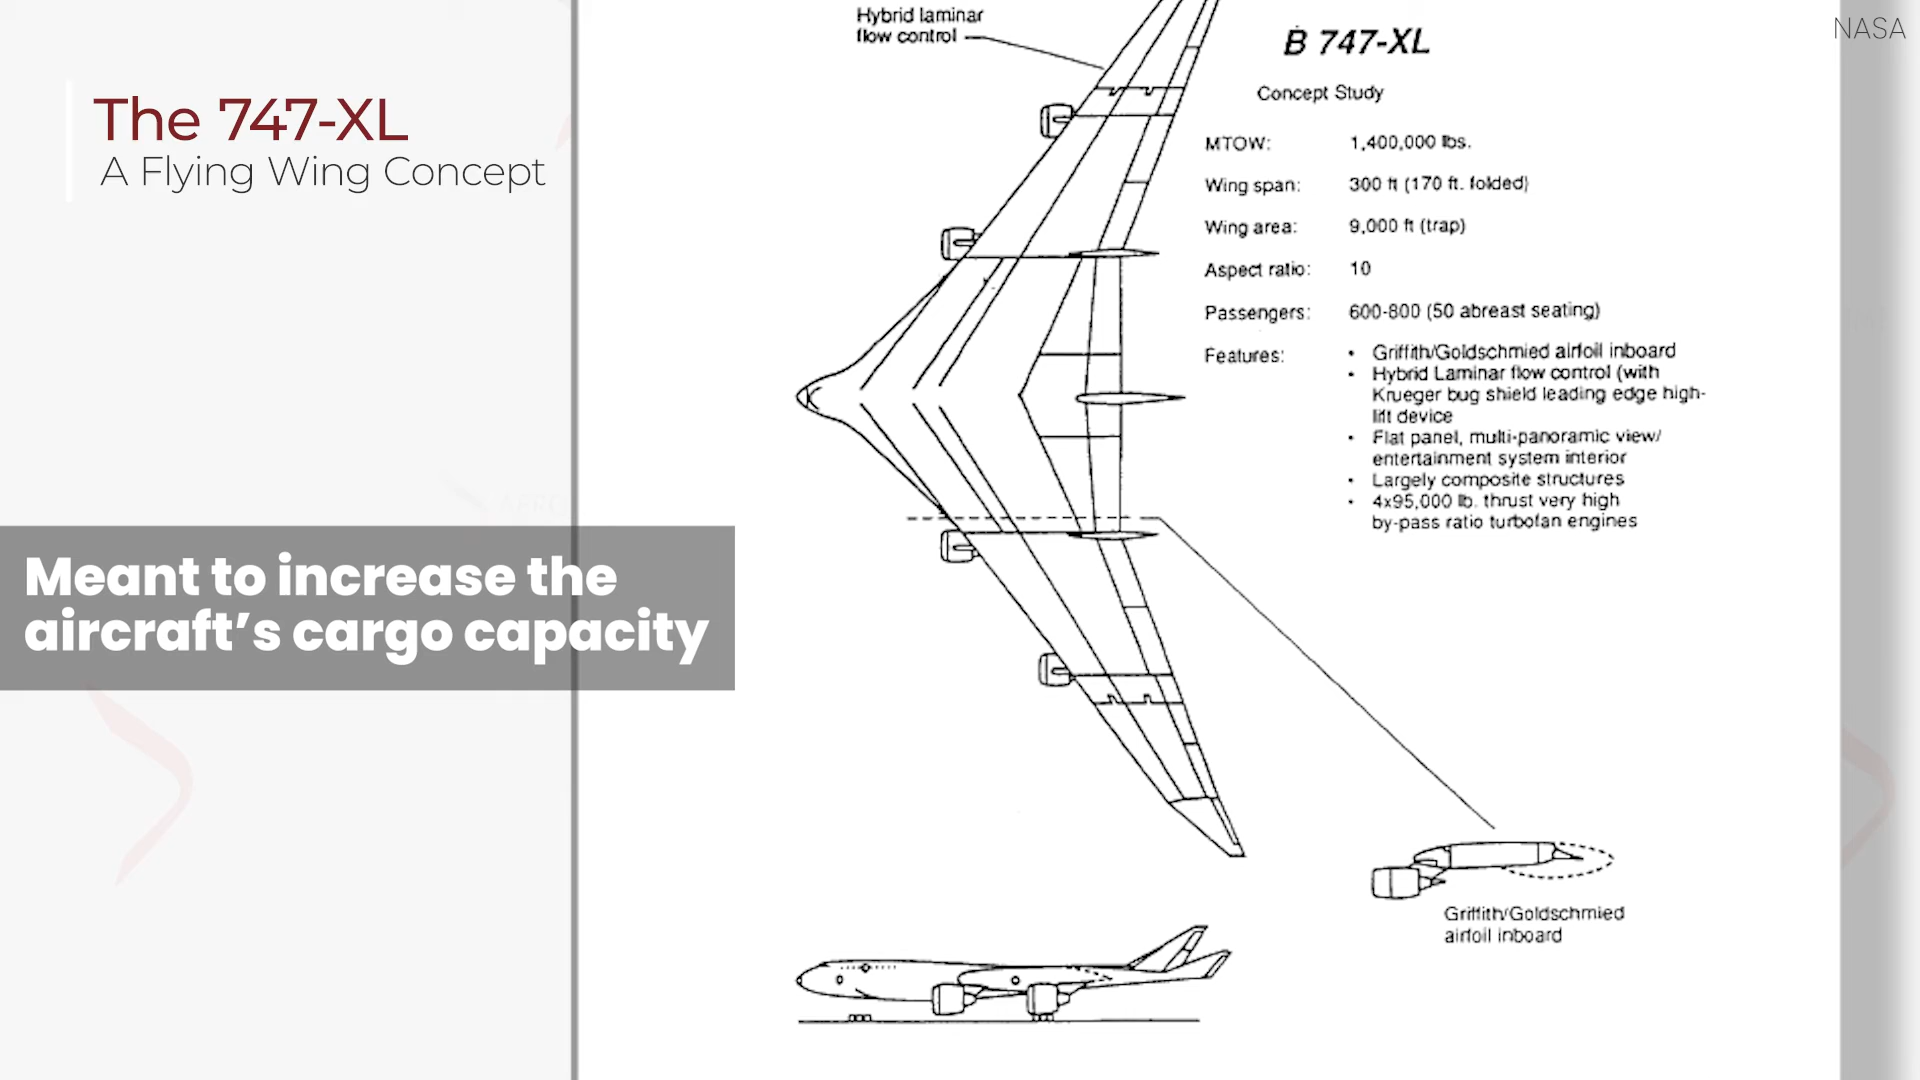 NASA
The 747-XL
A Flying Wing Concept
Meant to increase the
aircraft’s cargo capacity
Hybrid laminar
flow control
B 747-XL
Concept Study
MTOW: 1,400,000 lbs.
Wing span: 300 ft (170 ft. folded)
Wing area: 9,000 ft (trap)
Aspect ratio: 10
Passengers: 600-800 (50 abreast seating)
Features: • Griffith/Goldschmied airfoil inboard
• Hybrid Laminar flow control (with
Krueger bug shield leading edge high-
lift device
• Flat panel, multi-panoramic view/
entertainment system interior
• Largely composite structures
• 4x95,000 lb. thrust very high
by-pass ratio turbofan engines
Griffith/Goldschmied
airfoil inboard